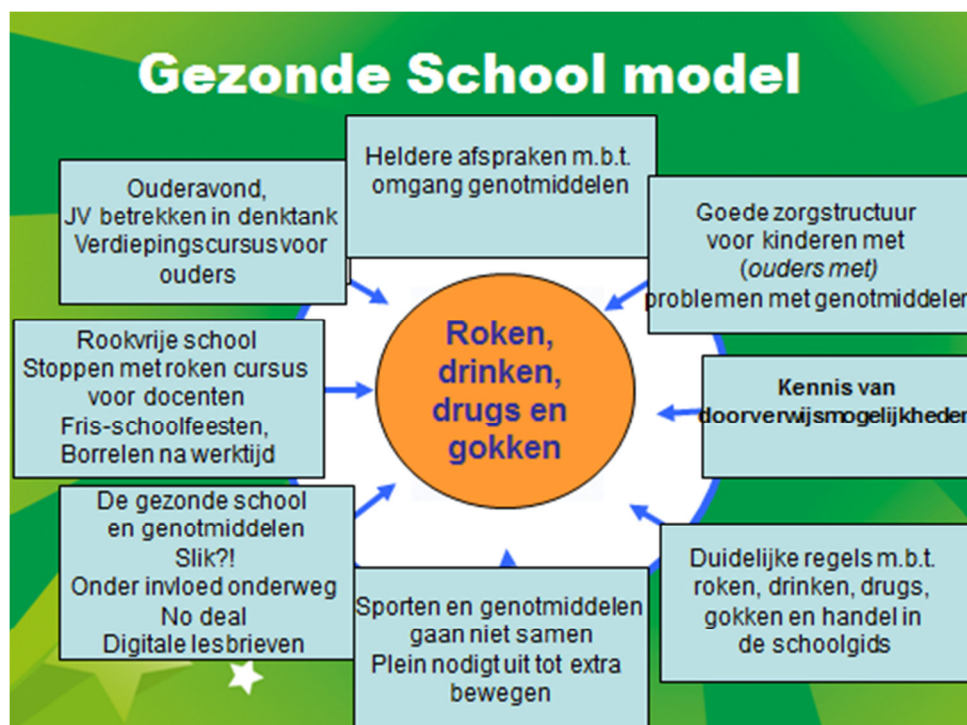 Gezonde School model
Heldere afspraken m.b.t.
omgang genotmiddelen
Ouderavond,
JV betrekken in denktank
Verdiepingscursus voor
ouders
Goede zorgstructuur
voor kinderen met
(ouders met)
problemen met genotmiddelen
Rookvrije school
Stoppen met roken cursus
voor docenten
Fris-schoolfeesten,
Borrelen na werktijd
Roken,
drinken,
drugs en
gokken
Kennis van
doorverwijsmogelijkheden
De gezonde school
en genotmiddelen
Slik?!
Onder invloed onderweg
No deal
Digitale lesbrieven
Sporten en genotmiddelen
gaan niet samen
Plein nodigt uit tot extra
bewegen
Duidelijke regels m.b.t.
roken, drinken, drugs,
gokken en handel in
de schoolgids